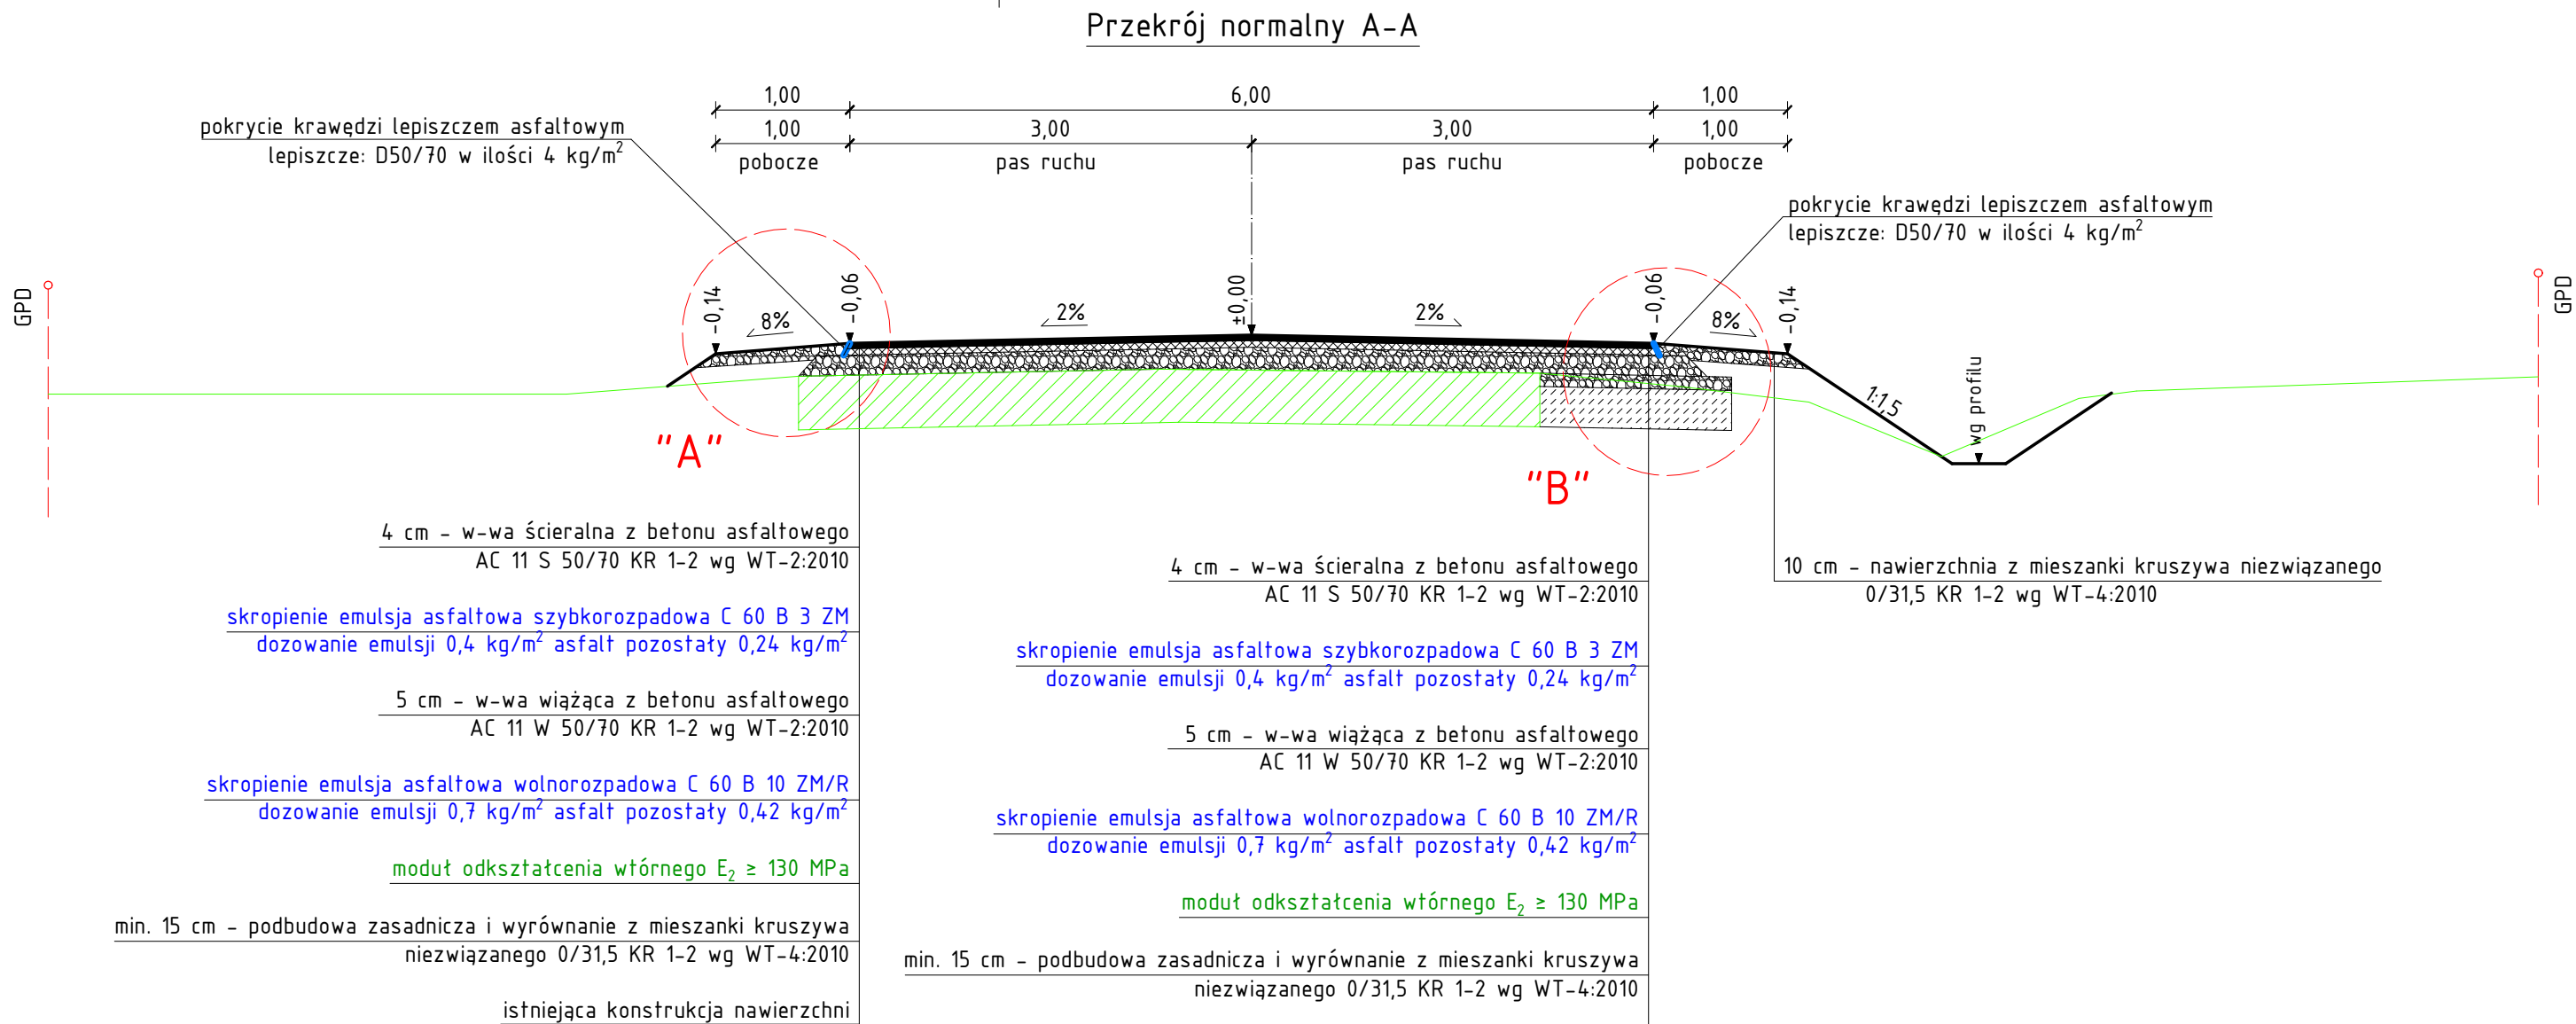 Przekrój normalny A-A
1,00 6,00 1,00
pokrycie krawędzi lepiszczem asfaltowym
lepiszcze: D50/70 w ilości 4 kg/m²
1,00 3,00 3,00 1,00
pobocze pas ruchu pas ruchu pobocze
pokrycie krawędzi lepiszczem asfaltowym
lepiszcze: D50/70 w ilości 4 kg/m²
GPD
-0,14
8%
-0,06
2%
±0,00
2%
-0,06
8%
-0,14
1:1,5
wg profilu
GPD
"A"
"B"
4 cm - w-wa ścieralna z betonu asfaltowego
AC 11 S 50/70 KR 1-2 wg WT-2:2010
skropienie emulsja asfaltowa szybkorozpadowa C 60 B 3 ZM
dozowanie emulsji 0,4 kg/m² asfalt pozostały 0,24 kg/m²
5 cm - w-wa wiążąca z betonu asfaltowego
AC 11 W 50/70 KR 1-2 wg WT-2:2010
skropienie emulsja asfaltowa wolnorozpadowa C 60 B 10 ZM/R
dozowanie emulsji 0,7 kg/m² asfalt pozostały 0,42 kg/m²
moduł odkształcenia wtórnego E₂ ≥ 130 MPa
min. 15 cm - podbudowa zasadnicza i wyrównanie z mieszanki kruszywa
niezwiązanego 0/31,5 KR 1-2 wg WT-4:2010
istniejąca konstrukcja nawierzchni
4 cm - w-wa ścieralna z betonu asfaltowego
AC 11 S 50/70 KR 1-2 wg WT-2:2010
skropienie emulsja asfaltowa szybkorozpadowa C 60 B 3 ZM
dozowanie emulsji 0,4 kg/m² asfalt pozostały 0,24 kg/m²
5 cm - w-wa wiążąca z betonu asfaltowego
AC 11 W 50/70 KR 1-2 wg WT-2:2010
skropienie emulsja asfaltowa wolnorozpadowa C 60 B 10 ZM/R
dozowanie emulsji 0,7 kg/m² asfalt pozostały 0,42 kg/m²
moduł odkształcenia wtórnego E₂ ≥ 130 MPa
min. 15 cm - podbudowa zasadnicza i wyrównanie z mieszanki kruszywa
niezwiązanego 0/31,5 KR 1-2 wg WT-4:2010
10 cm - nawierzchnia z mieszanki kruszywa niezwiązanego
0/31,5 KR 1-2 wg WT-4:2010